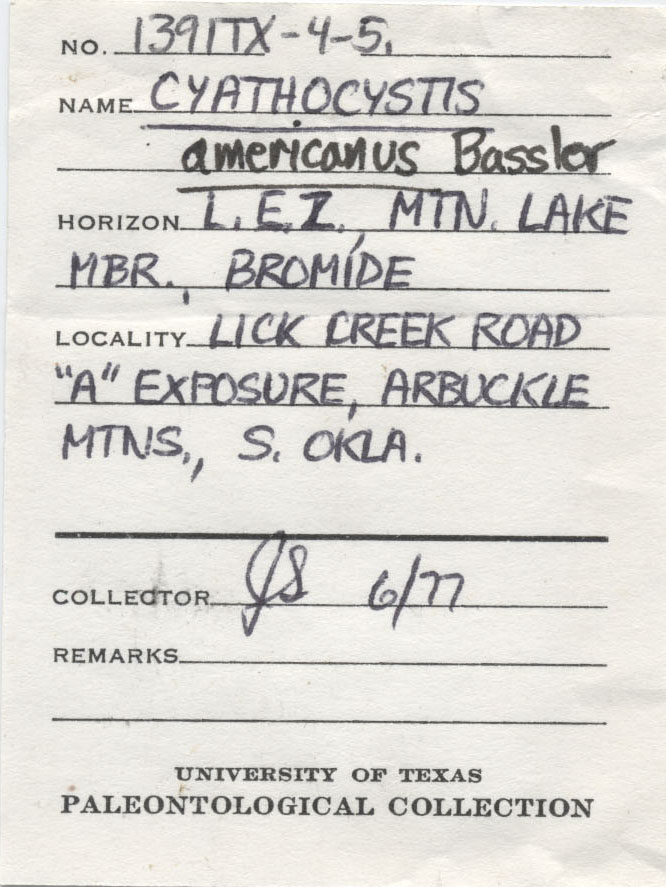 NO. 1391TX-4-5.
NAME CYATHOCYSTIS
americanus Bassler
HORIZON L.E.Z., MTN. LAKE
MBR., BROMIDE
LOCALITY LICK CREEK ROAD
"A" EXPOSURE, ARBUCKLE
MTNS., S. OKLA.
COLLECTOR JS 6/77
REMARKS
UNIVERSITY OF TEXAS
PALEONTOLOGICAL COLLECTION